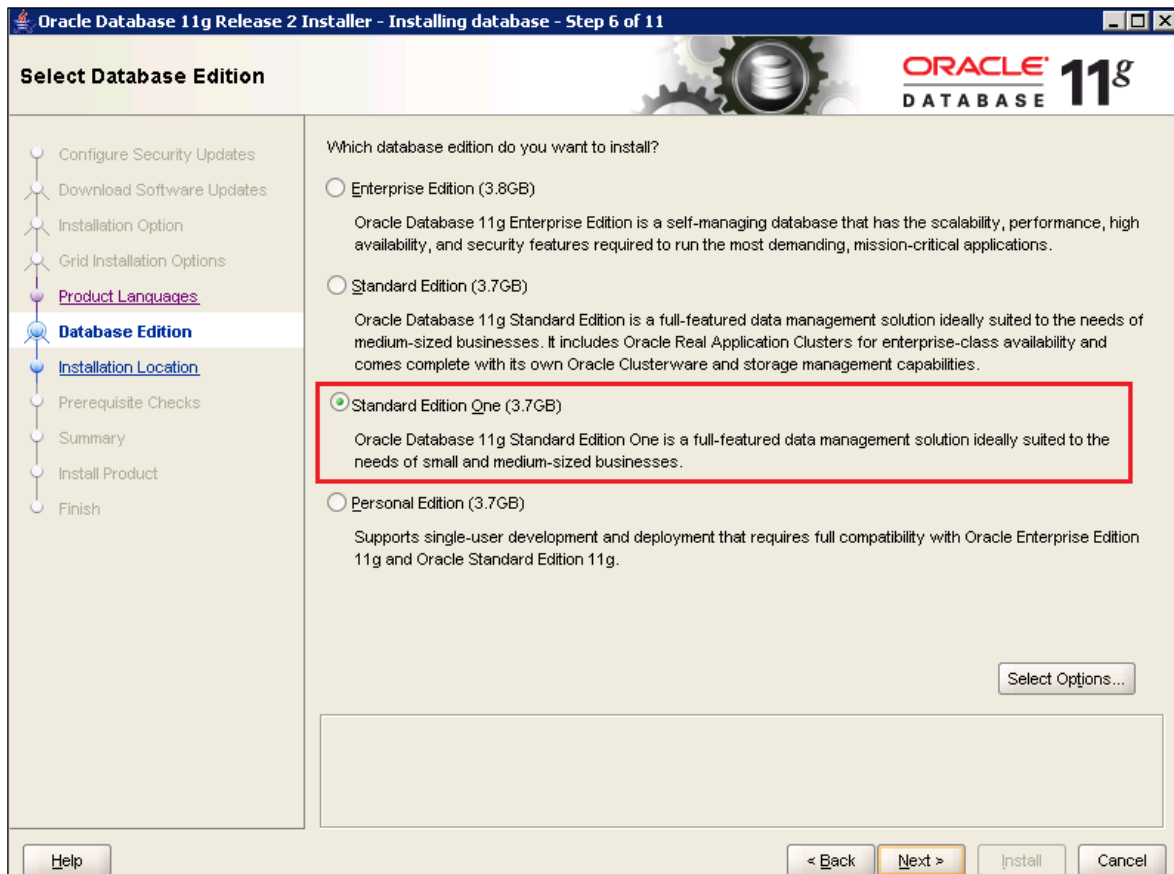 Oracle Database 11g Release 2 Installer - Installing database - Step 6 of 11
Select Database Edition
ORACLE
DATABASE
11g
Configure Security Updates
Download Software Updates
Installation Option
Grid Installation Options
Product Languages
Database Edition
Installation Location
Prerequisite Checks
Summary
Install Product
Finish
Which database edition do you want to install?
Enterprise Edition (3.8GB)
Oracle Database 11g Enterprise Edition is a self-managing database that has the scalability, performance, high
availability, and security features required to run the most demanding, mission-critical applications.
Standard Edition (3.7GB)
Oracle Database 11g Standard Edition is a full-featured data management solution ideally suited to the needs of
medium-sized businesses. It includes Oracle Real Application Clusters for enterprise-class availability and
comes complete with its own Oracle Clusterware and storage management capabilities.
Standard Edition One (3.7GB)
Oracle Database 11g Standard Edition One is a full-featured data management solution ideally suited to the
needs of small and medium-sized businesses.
Personal Edition (3.7GB)
Supports single-user development and deployment that requires full compatibility with Oracle Enterprise Edition
11g and Oracle Standard Edition 11g.
Select Options...
Help
< Back
Next >
Install
Cancel